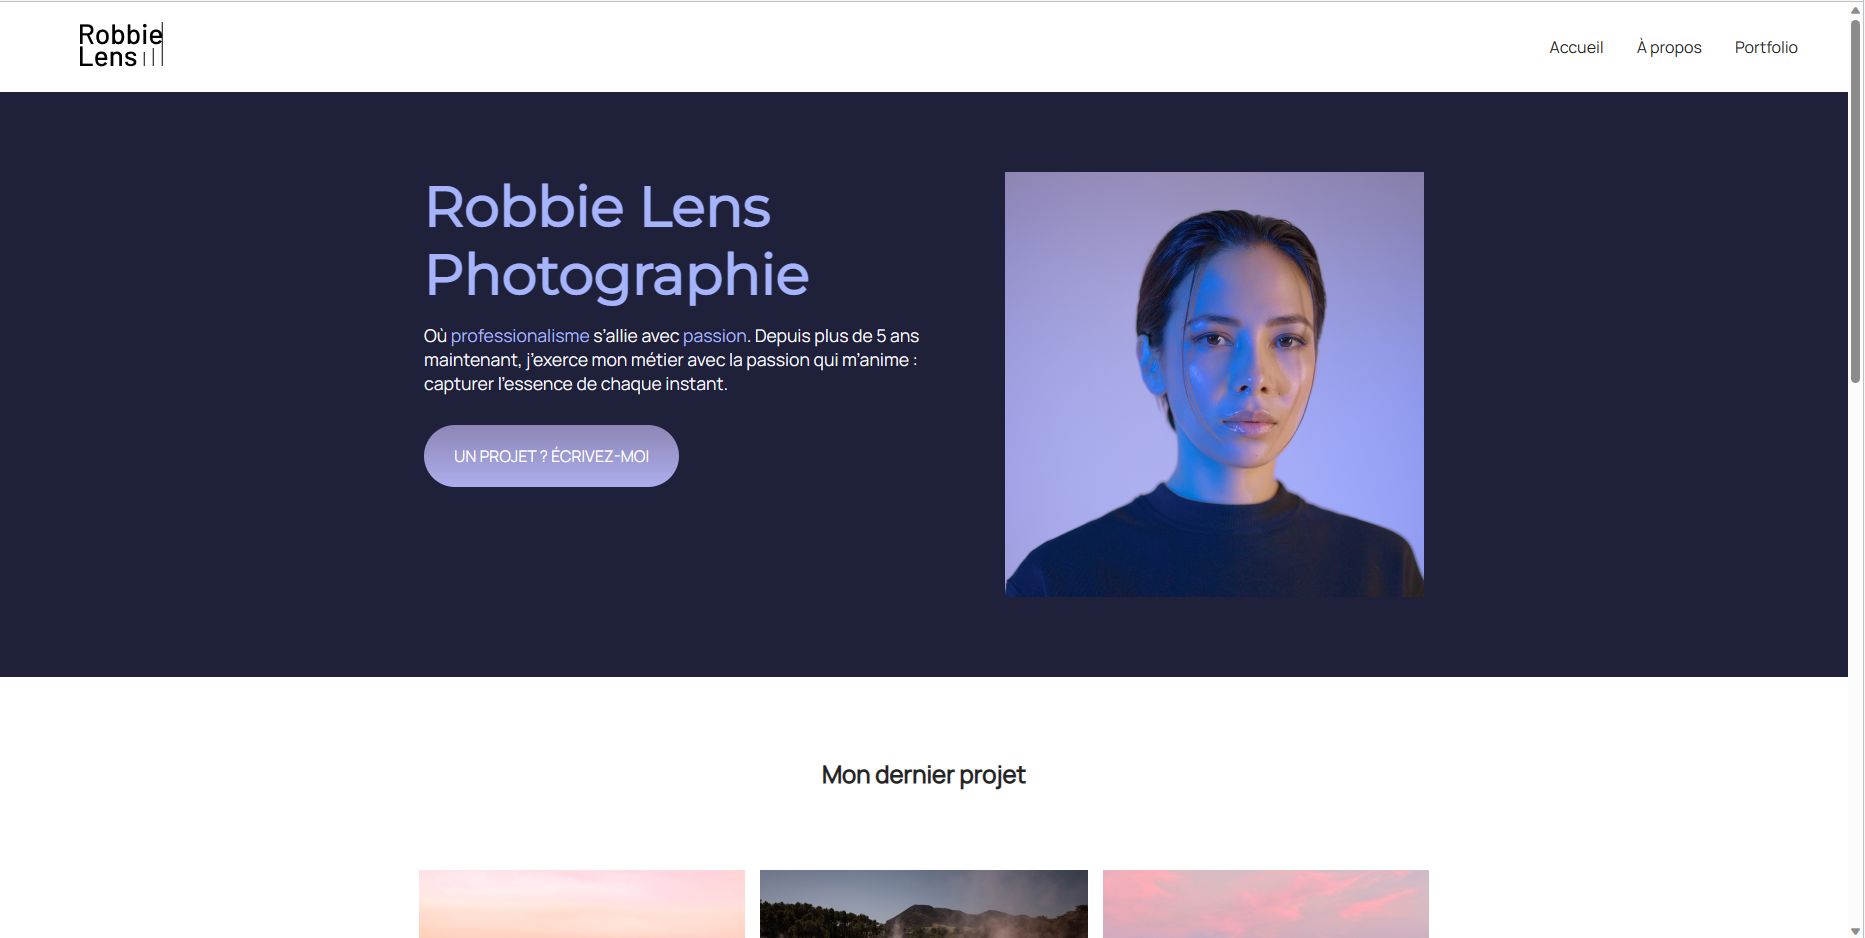 Robbie
Lens
Accueil
À propos
Portfolio
Robbie Lens
Photographie
Où professionalisme s'allie avec passion. Depuis plus de 5 ans
maintenant, j'exerce mon métier avec la passion qui m'anime :
capturer l'essence de chaque instant.
UN PROJET ? ÉCRIVEZ-MOI
Mon dernier projet